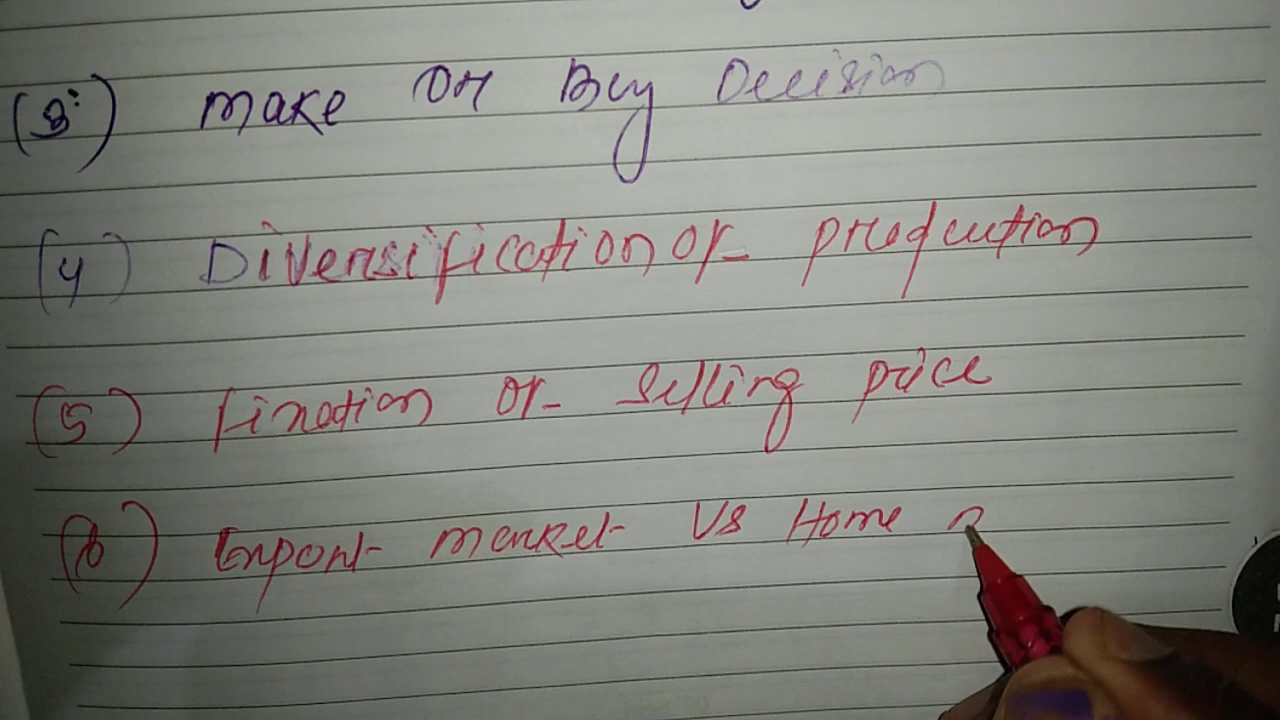 (3) make or Buy Decision
(4) Diversification of production
(5) fixation of selling price
(6) Export market Vs Home